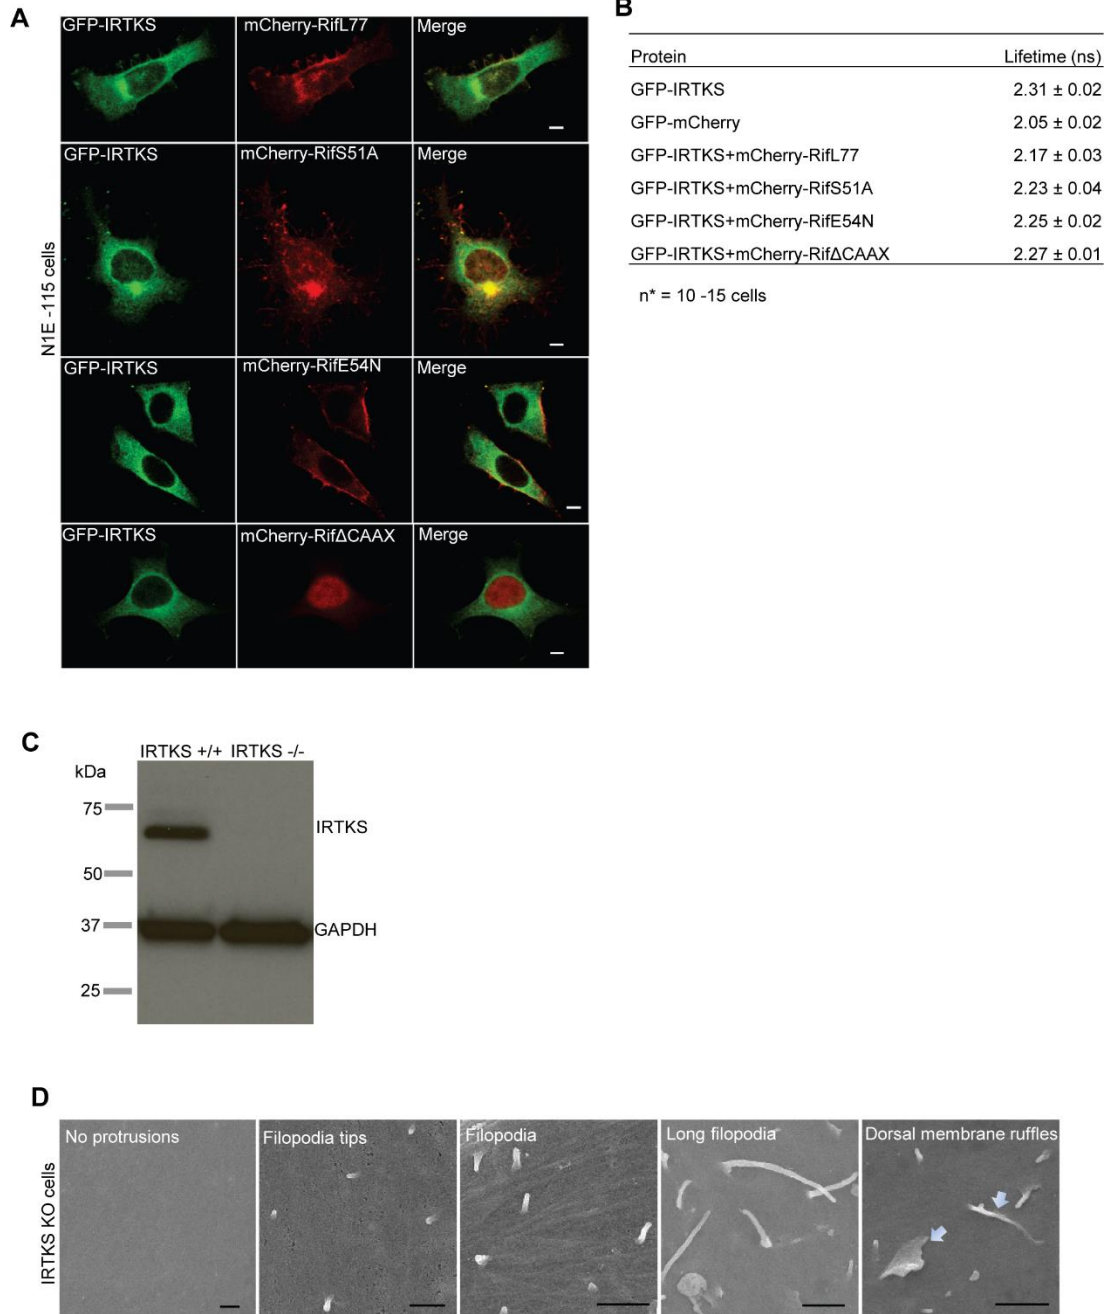 A
B
GFP-IRTKS mCherry-RifL77 Merge
GFP-IRTKS mCherry-RifS51A Merge
GFP-IRTKS mCherry-RifE54N Merge
GFP-IRTKS mCherry-RifΔCAAX Merge
N1E -115 cells
Protein Lifetime (ns)
GFP-IRTKS 2.31 ± 0.02
GFP-mCherry 2.05 ± 0.02
GFP-IRTKS+mCherry-RifL77 2.17 ± 0.03
GFP-IRTKS+mCherry-RifS51A 2.23 ± 0.04
GFP-IRTKS+mCherry-RifE54N 2.25 ± 0.02
GFP-IRTKS+mCherry-RifΔCAAX 2.27 ± 0.01
n* = 10 -15 cells
C
IRTKS +/+ IRTKS -/-
kDa
75
IRTKS
50
37
GAPDH
25
D
No protrusions Filopodia tips Filopodia Long filopodia Dorsal membrane ruffles
IRTKS KO cells